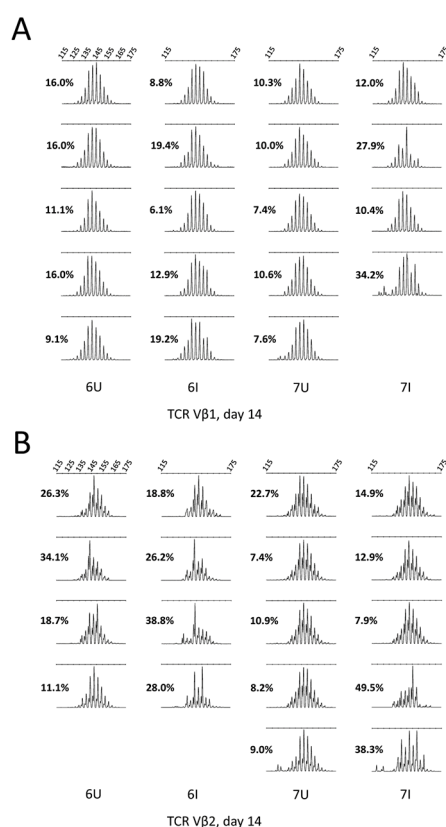 A
115 125 135 145 155 165 175 115 175 115 175 115 175
16.0% 8.8% 10.3% 12.0%
16.0% 19.4% 10.0% 27.9%
11.1% 6.1% 7.4% 10.4%
16.0% 12.9% 10.6% 34.2%
9.1% 19.2% 7.6%
6U 6I 7U 7I
TCR Vβ1, day 14
B
115 125 135 145 155 165 175 115 175 115 175 115 175
26.3% 18.8% 22.7% 14.9%
34.1% 26.2% 7.4% 12.9%
18.7% 38.8% 10.9% 7.9%
11.1% 28.0% 8.2% 49.5%
9.0% 38.3%
6U 6I 7U 7I
TCR Vβ2, day 14